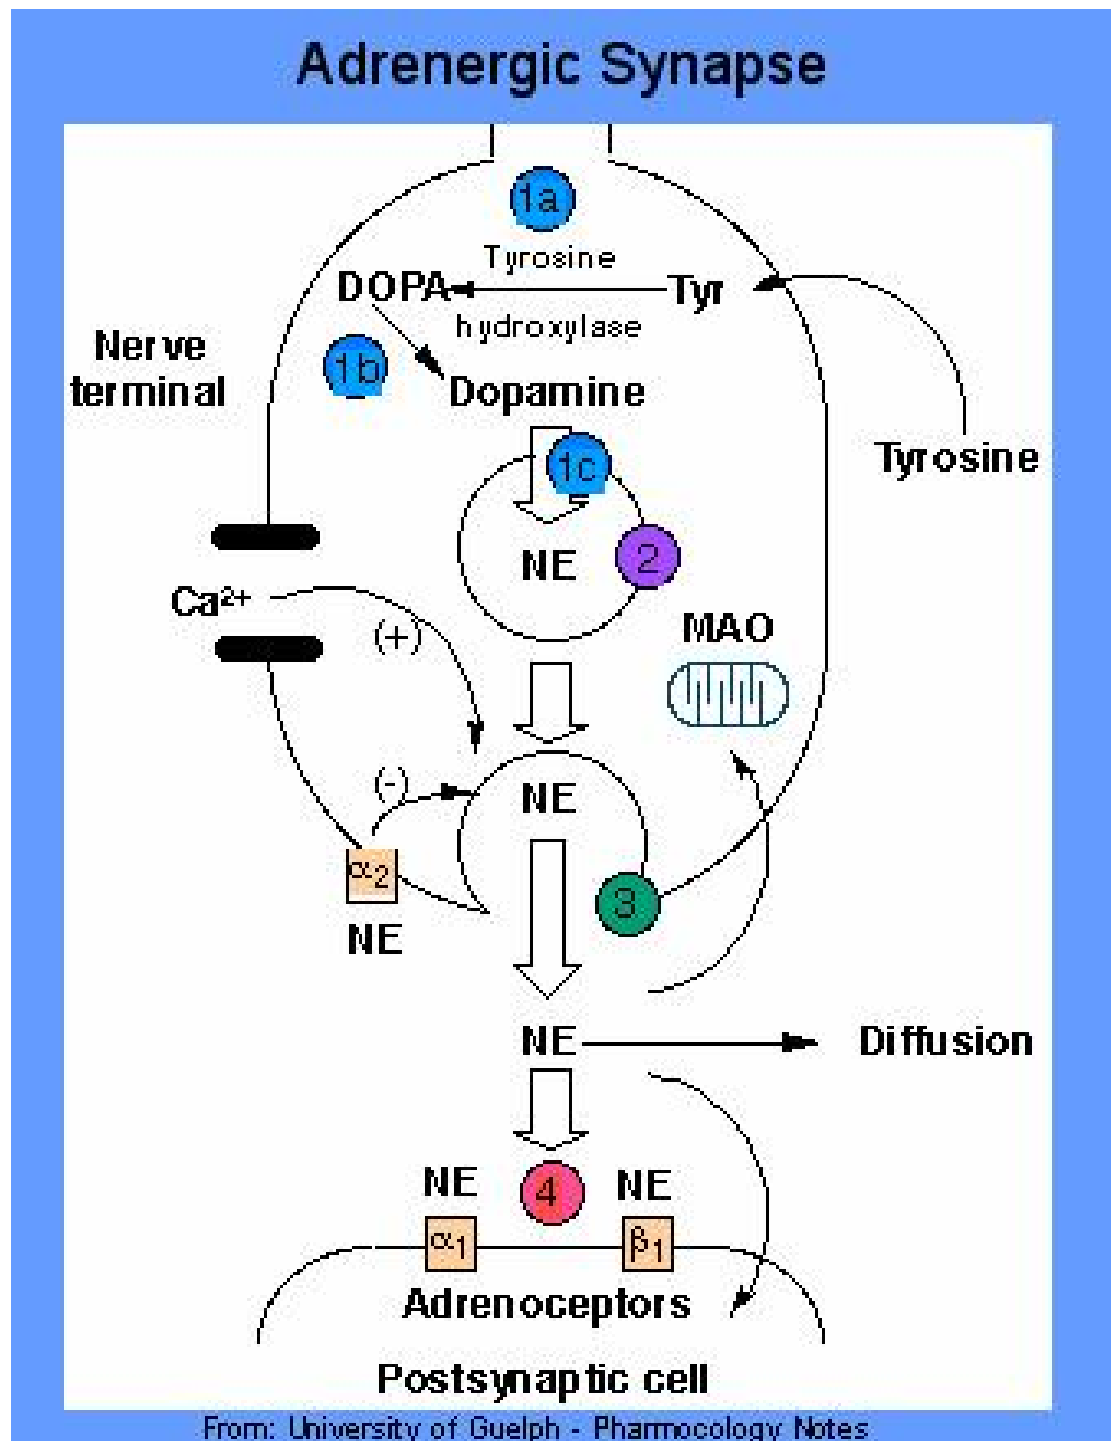 Adrenergic Synapse
1a
Tyrosine
DOPA Tyr
hydroxylase
Nerve
terminal
1b
Dopamine
Tyrosine
1c
NE
2
Ca2+
(+)
MAO
(-)
NE
α2
3
NE
NE
Diffusion
NE
4
NE
α1
β1
Adrenoceptors
Postsynaptic cell
From: University of Guelph - Pharmocology Notes